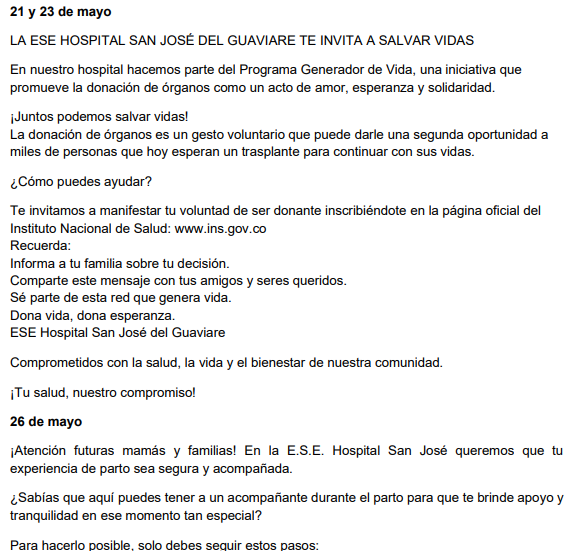 21 y 23 de mayo
LA ESE HOSPITAL SAN JOSÉ DEL GUAVIARE TE INVITA A SALVAR VIDAS
En nuestro hospital hacemos parte del Programa Generador de Vida, una iniciativa que
promueve la donación de órganos como un acto de amor, esperanza y solidaridad.
¡Juntos podemos salvar vidas!
La donación de órganos es un gesto voluntario que puede darle una segunda oportunidad a
miles de personas que hoy esperan un trasplante para continuar con sus vidas.
¿Cómo puedes ayudar?
Te invitamos a manifestar tu voluntad de ser donante inscribiéndote en la página oficial del
Instituto Nacional de Salud: www.ins.gov.co
Recuerda:
Informa a tu familia sobre tu decisión.
Comparte este mensaje con tus amigos y seres queridos.
Sé parte de esta red que genera vida.
Dona vida, dona esperanza.
ESE Hospital San José del Guaviare
Comprometidos con la salud, la vida y el bienestar de nuestra comunidad.
¡Tu salud, nuestro compromiso!
26 de mayo
¡Atención futuras mamás y familias! En la E.S.E. Hospital San José queremos que tu
experiencia de parto sea segura y acompañada.
¿Sabías que aquí puedes tener a un acompañante durante el parto para que te brinde apoyo y
tranquilidad en ese momento tan especial?
Para hacerlo posible, solo debes seguir estos pasos: